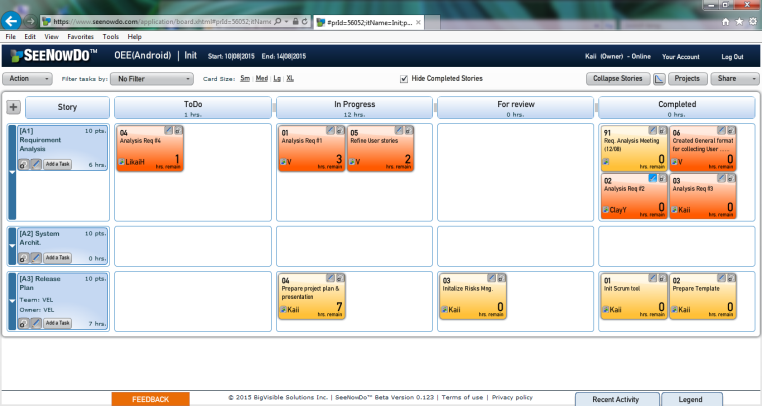 https://www.seenowdo.com/application/board.shtml#prId=56052;itName
#prId=56052;itName=Init;p...
File Edit View Favorites Tools Help
SEENOWDO™ OEE(Android) | Init Start: 10|08|2015 End: 14|08|2015 Kaii (Owner) - Online Your Account Log Out
Action Filter tasks by: No Filter Card Size: Sm | Med | Lg | XL Hide Completed Stories Collapse Stories Projects Share
+ Story
ToDo
1 hrs.
In Progress
12 hrs.
For review
0 hrs.
Completed
0 hrs.
[A1] 10 pts.
Requirement
Analysis
Add a Task 6 hrs.
04
Analysis Req #4
LikaiH 1
hrs. remain
01
Analysis Req #1
V 3
hrs. remain
05
Refine User stories
V 2
hrs. remain
91
Req. Analysis Meeting
(12/08)
0
hrs. remain
06
Created General format
for collecting User ......
V 0
hrs. remain
02
Analysis Req #2
ClayY 0
hrs. remain
03
Analysis Req #3
Kaii 0
hrs. remain
[A2] System 10 pts.
Archit.
Add a Task 0 hrs.
[A3] Release 10 pts.
Plan
Team: VEL
Owner: VEL
Add a Task 7 hrs.
04
Prepare project plan &
presentation
Kaii 7
hrs. remain
03
Initalize Risks Mng.
Kaii 0
hrs. remain
01
Init Scrum tool
Kaii 0
hrs. remain
02
Prepare Template
Kaii 0
hrs. remain
FEEDBACK © 2015 BigVisible Solutions Inc. | SeeNowDo™ Beta Version 0.123 | Terms of use | Privacy policy Recent Activity Legend